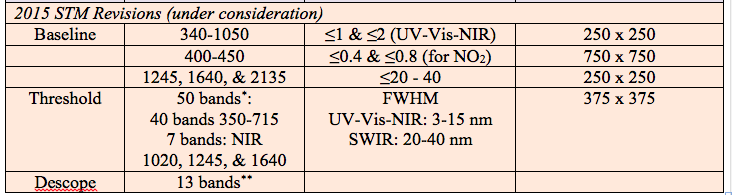 2015 STM Revisions (under consideration)
Baseline 340-1050 ≤1 & ≤2 (UV-Vis-NIR) 250 x 250
400-450 ≤0.4 & ≤0.8 (for NO₂) 750 x 750
1245, 1640, & 2135 ≤20 - 40 250 x 250
Threshold 50 bands*: FWHM 375 x 375
40 bands 350-715 UV-Vis-NIR: 3-15 nm
7 bands: NIR SWIR: 20-40 nm
1020, 1245, & 1640
Descope 13 bands**